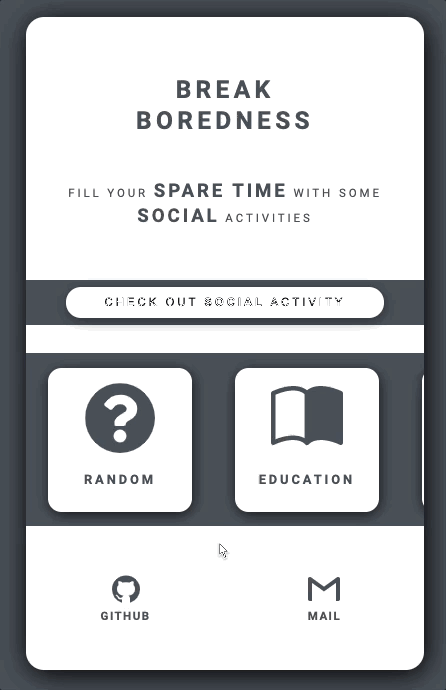 BREAK
BOREDNESS
FILL YOUR SPARE TIME WITH SOME
SOCIAL ACTIVITIES
CHECK OUT SOCIAL ACTIVITY
RANDOM
EDUCATION
GITHUB
MAIL